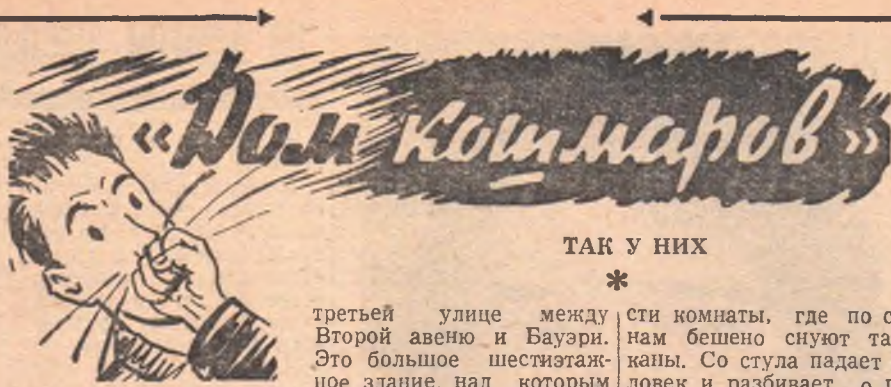 «Дом кошмаров»
ТАК У НИХ
*
третьей улице между
Второй авеню и Бауэри.
Это большое шестиэтаж-
ное здание, над которым
сти комнаты, где по с
нам бешено снуют та
каны. Со стула падает
ловек и разбивает о